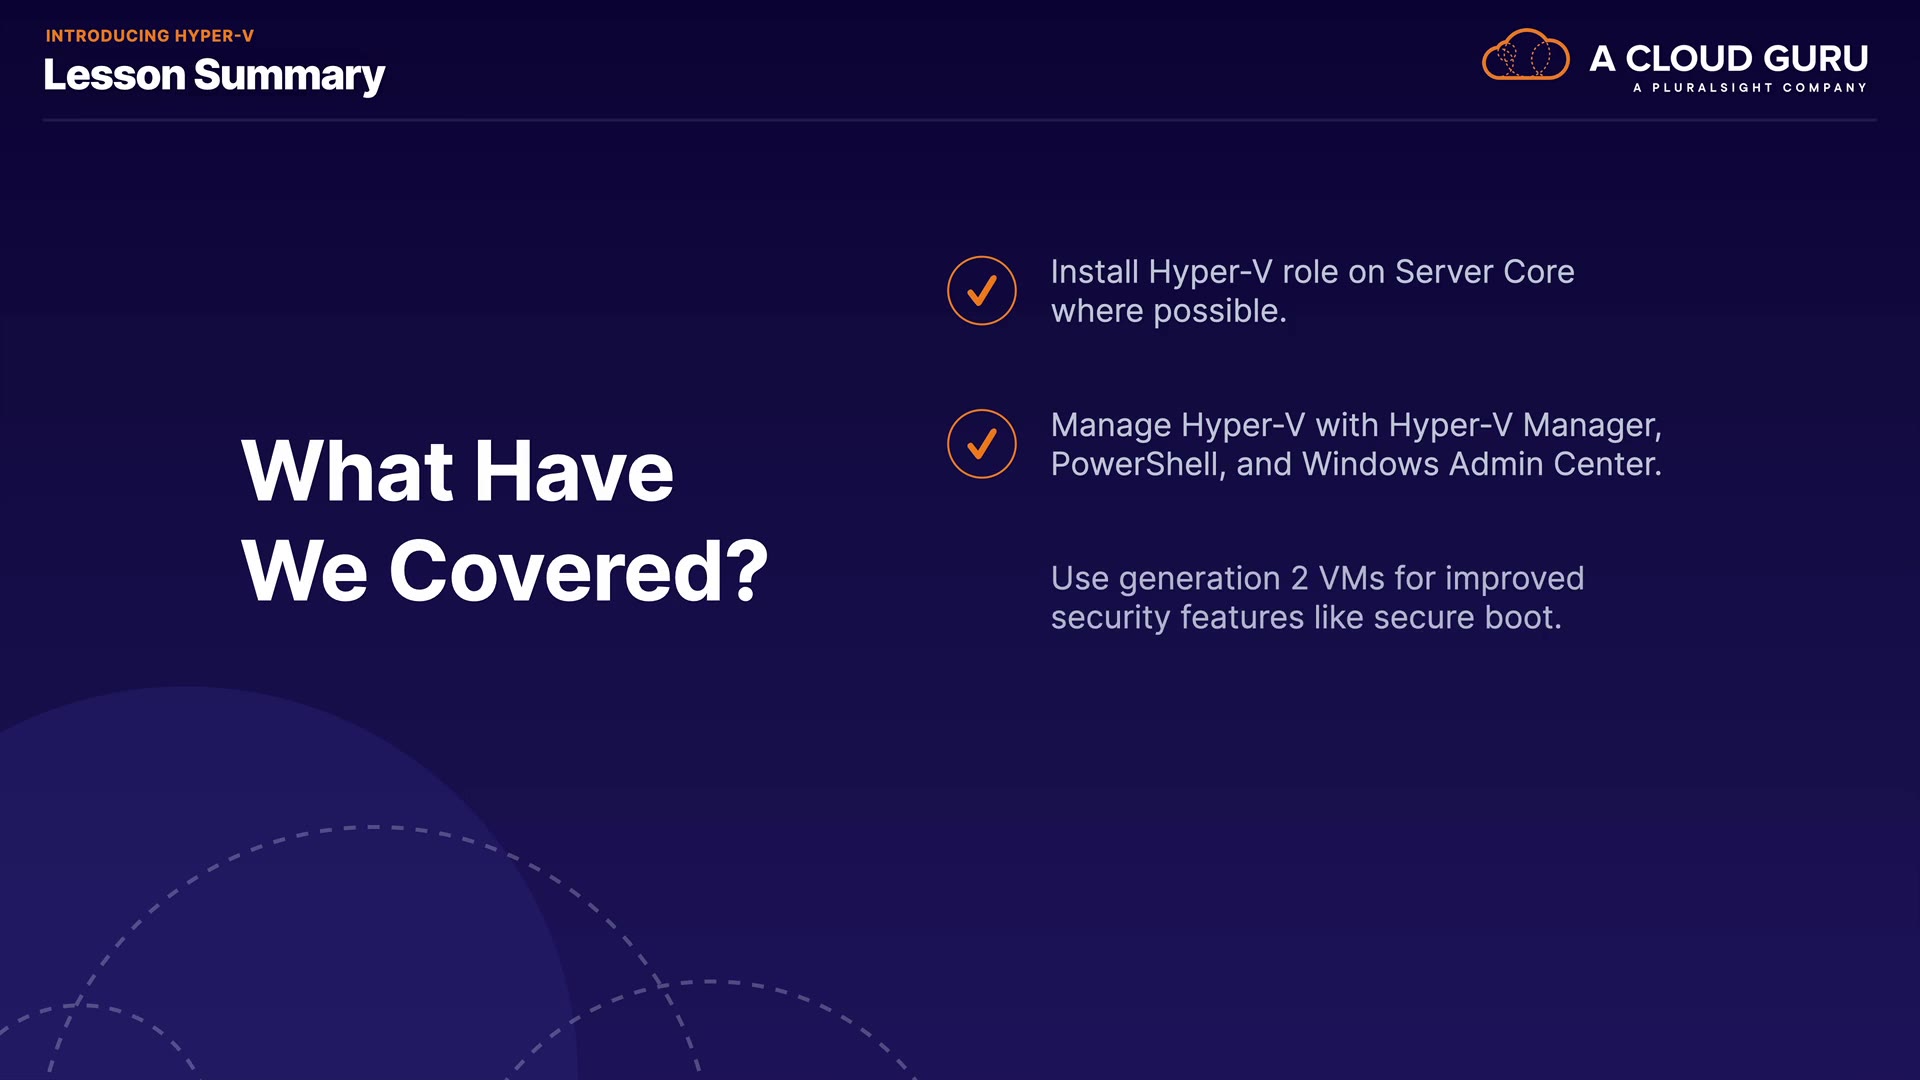 INTRODUCING HYPER-V
Lesson Summary
A CLOUD GURU
A PLURALSIGHT COMPANY
What Have
We Covered?
Install Hyper-V role on Server Core
where possible.
Manage Hyper-V with Hyper-V Manager,
PowerShell, and Windows Admin Center.
Use generation 2 VMs for improved
security features like secure boot.